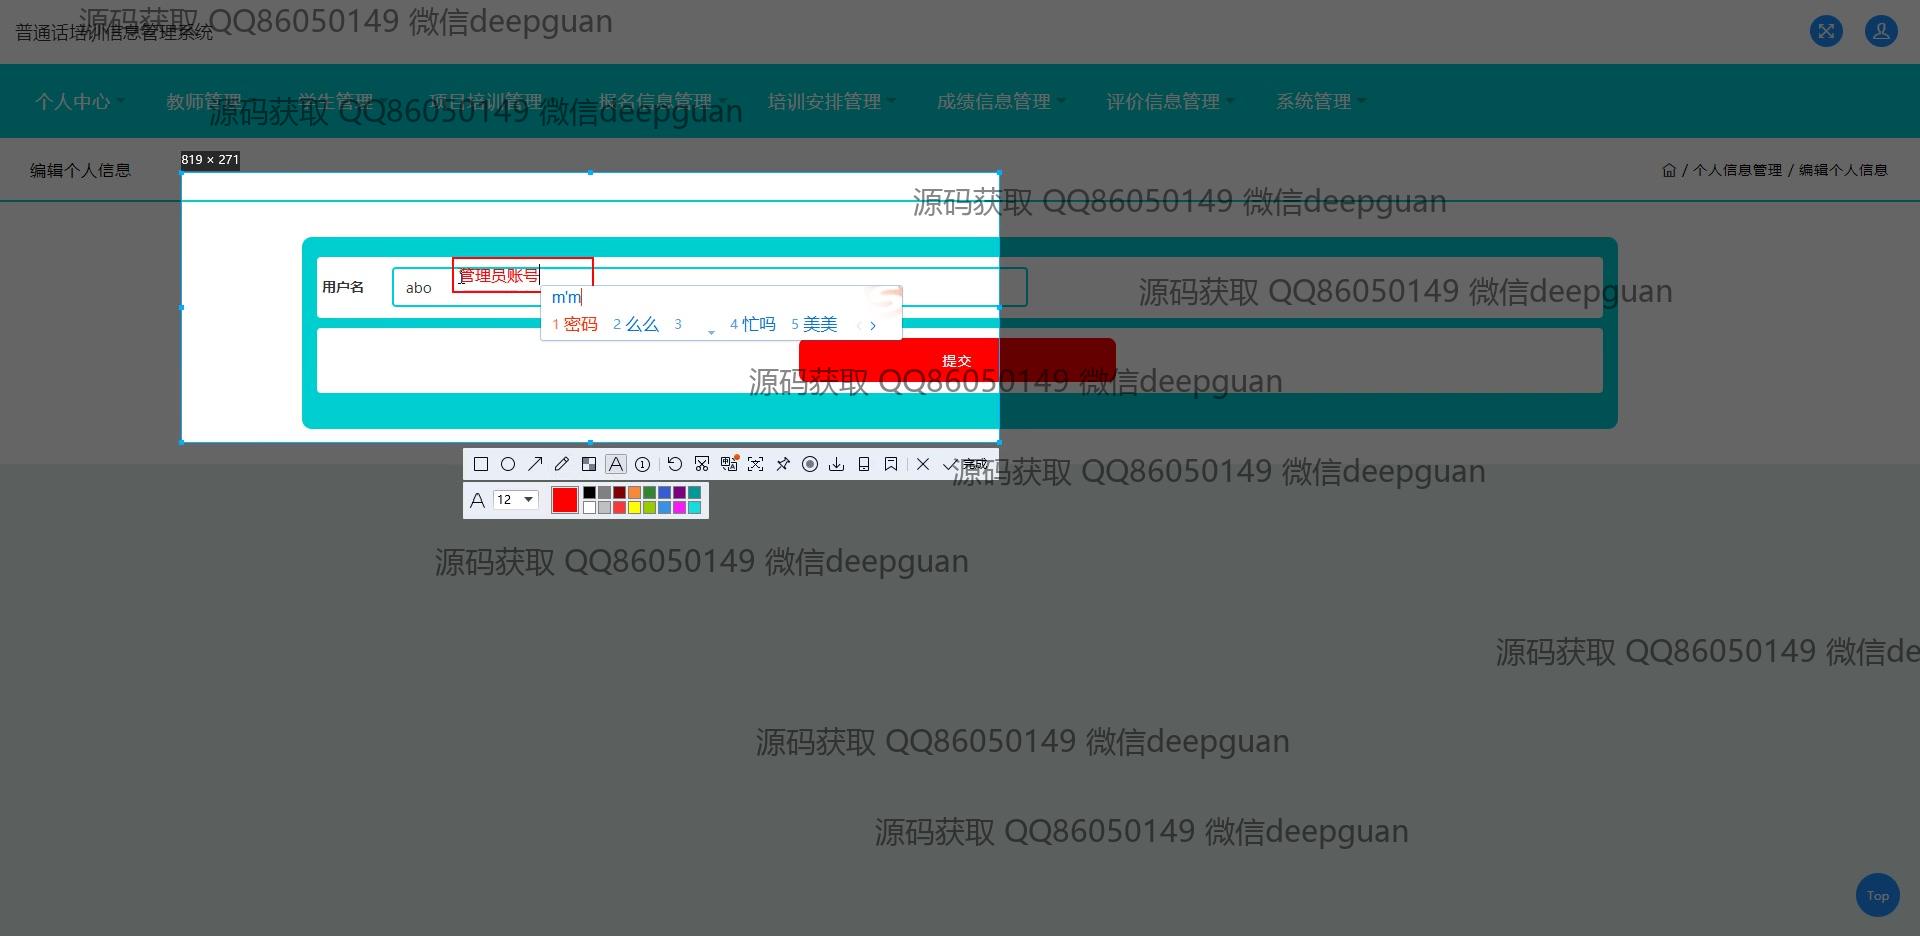 源码获取 QQ86050149 微信deepguan
普通话培训信息管理系统
个人中心 教师管理 学生管理 项目培训管理 报名信息管理 培训安排管理 成绩信息管理 评价信息管理 系统管理
源码获取 QQ86050149 微信deepguan
819 × 271
编辑个人信息
/ 个人信息管理 / 编辑个人信息
源码获取 QQ86050149 微信deepguan
用户名 abo 管理员账号
源码获取 QQ86050149 微信deepguan
m'm
1 密码 2 么么 3 4 忙吗 5 美美
提交
源码获取 QQ86050149 微信deepguan
完成
源码获取 QQ86050149 微信deepguan
A 12
源码获取 QQ86050149 微信deepguan
源码获取 QQ86050149 微信de
源码获取 QQ86050149 微信deepguan
源码获取 QQ86050149 微信deepguan
Top